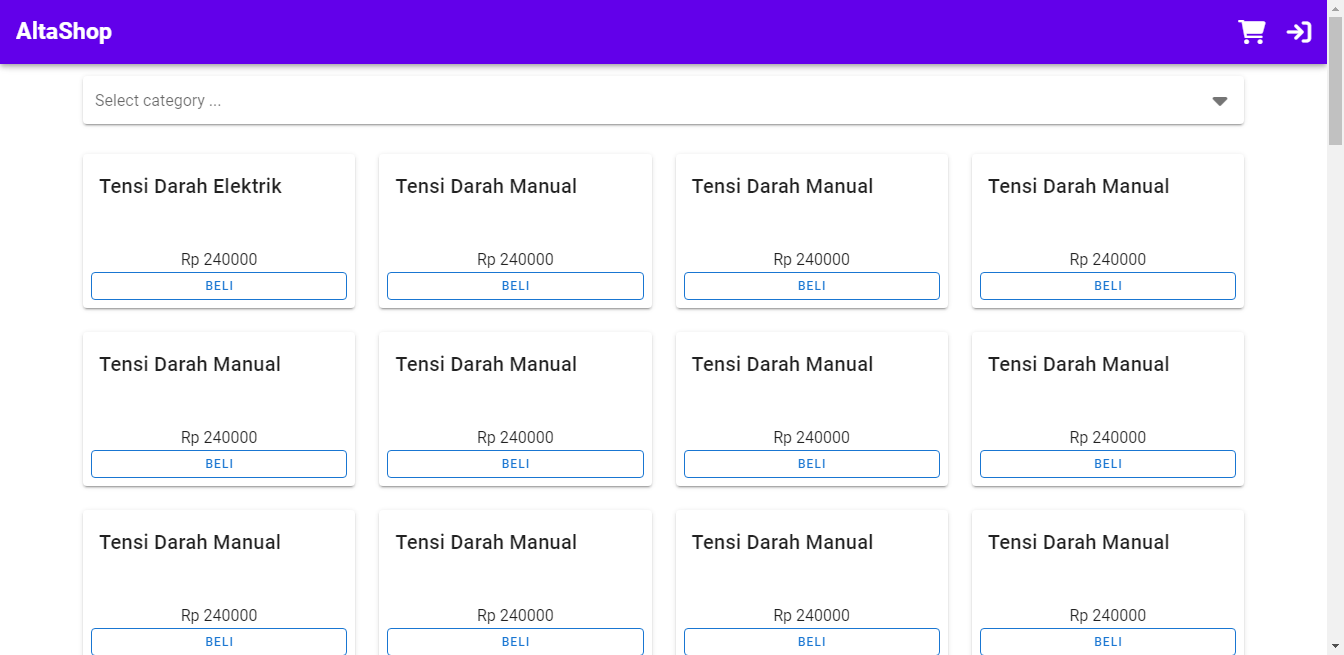 AltaShop
Select category ...
Tensi Darah Elektrik
Tensi Darah Manual
Tensi Darah Manual
Tensi Darah Manual
Rp 240000
Rp 240000
Rp 240000
Rp 240000
BELI
BELI
BELI
BELI
Tensi Darah Manual
Tensi Darah Manual
Tensi Darah Manual
Tensi Darah Manual
Rp 240000
Rp 240000
Rp 240000
Rp 240000
BELI
BELI
BELI
BELI
Tensi Darah Manual
Tensi Darah Manual
Tensi Darah Manual
Tensi Darah Manual
Rp 240000
Rp 240000
Rp 240000
Rp 240000
BELI
BELI
BELI
BELI